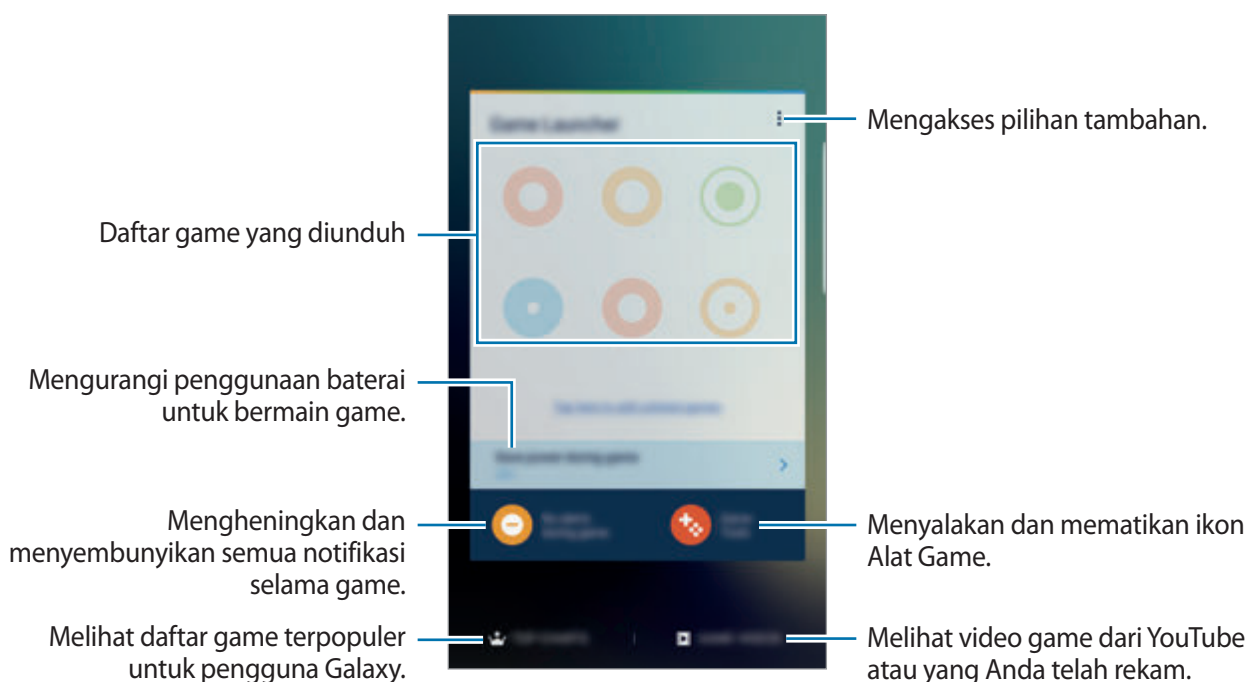 Mengakses pilihan tambahan.
Daftar game yang diunduh
Mengurangi penggunaan baterai
untuk bermain game.
Mengheningkan dan
menyembunyikan semua notifikasi
selama game.
Menyalakan dan mematikan ikon
Alat Game.
Melihat daftar game terpopuler
untuk pengguna Galaxy.
Melihat video game dari YouTube
atau yang Anda telah rekam.
Game Launcher